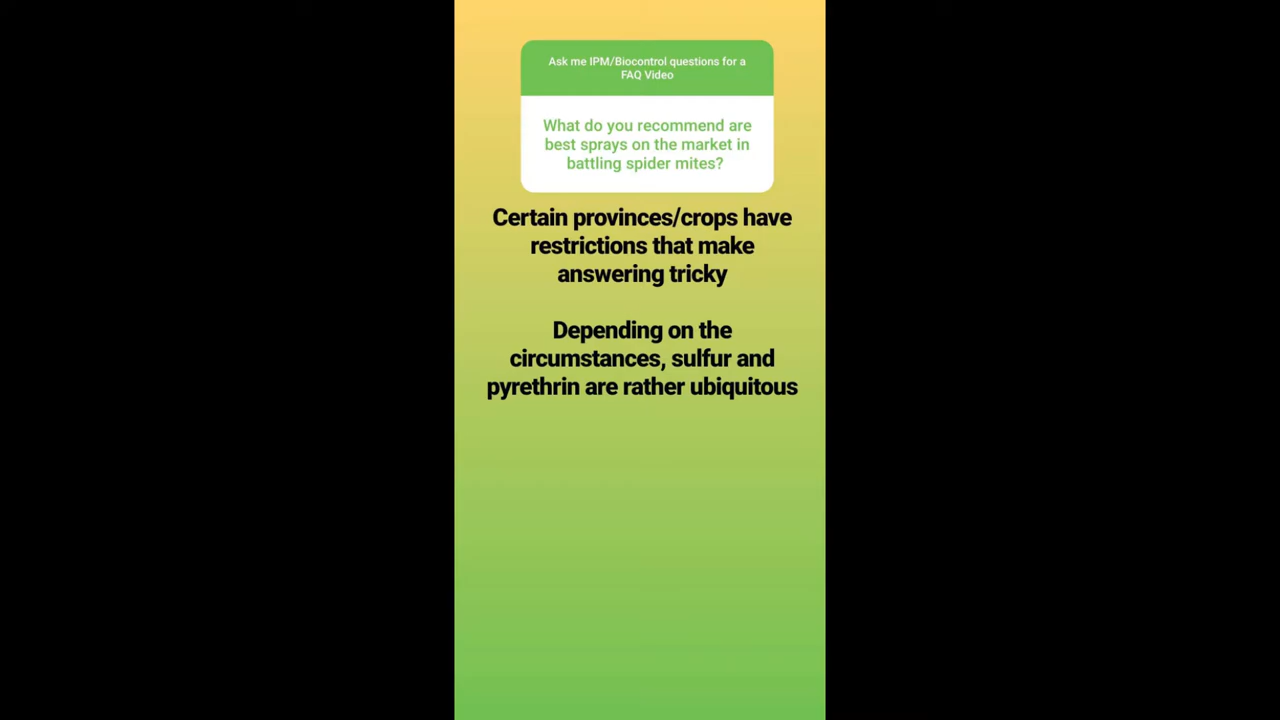 Ask me IPM/Biocontrol questions for a
FAQ Video
What do you recommend are
best sprays on the market in
battling spider mites?
Certain provinces/crops have
restrictions that make
answering tricky
Depending on the
circumstances, sulfur and
pyrethrin are rather ubiquitous